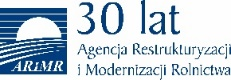 30 lat
Agencja Restrukturyzacji
i Modernizacji Rolnictwa
ARiMR